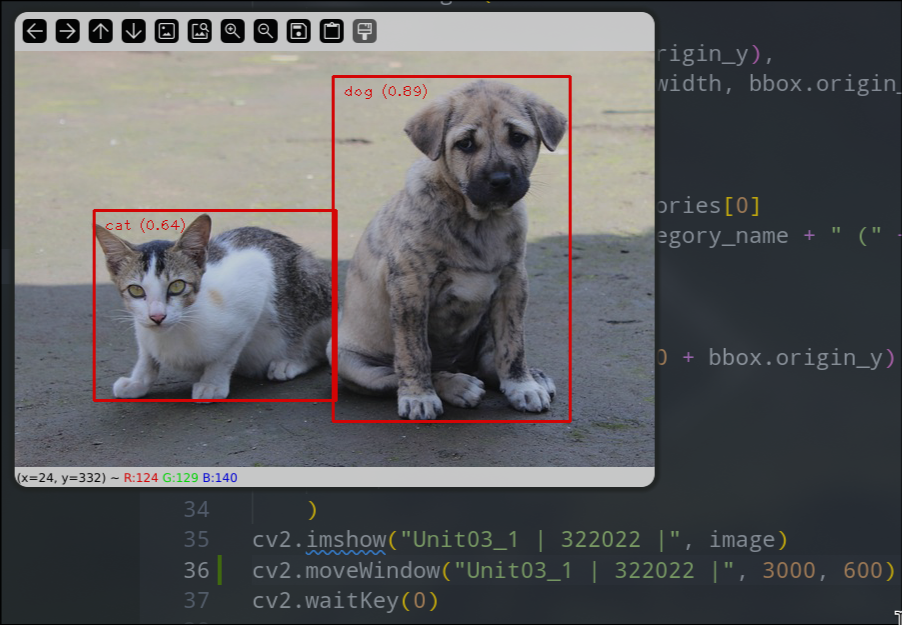 rigin_y),
width, bbox.origin_
dog (0.89)
cat (0.64)
ories[0]
egory_name + " (" 
0 + bbox.origin_y)
(x=24, y=332) ~ R:124 G:129 B:140
34 )
35 cv2.imshow("Unit03_1 | 322022 |", image)
36 cv2.moveWindow("Unit03_1 | 322022 |", 3000, 600)
37 cv2.waitKey(0)